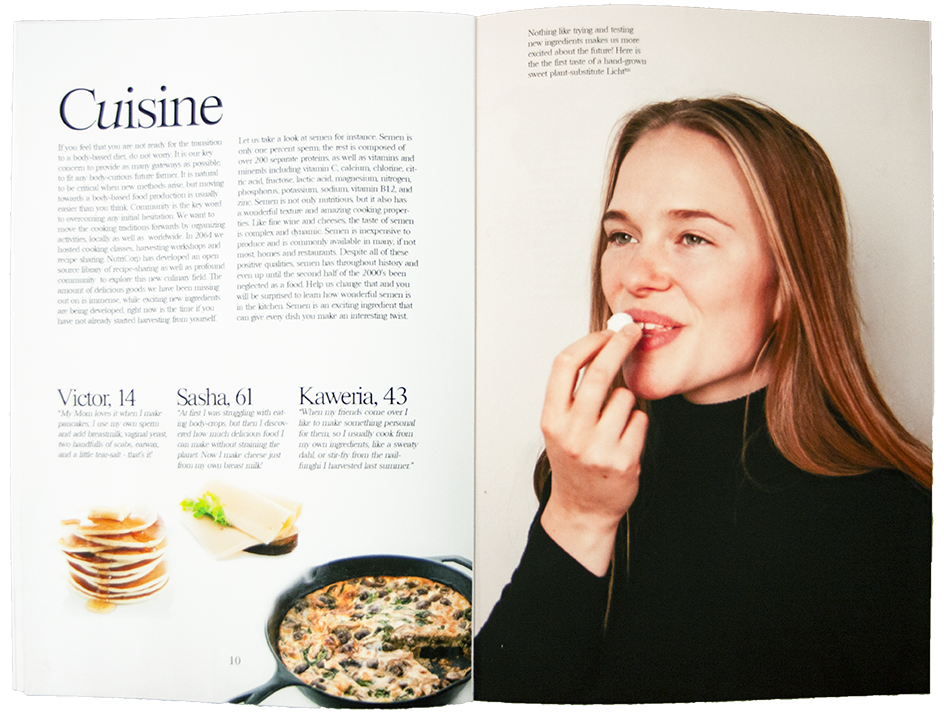 Nothing like trying and testing
new ingredients makes us more
excited about the future! Here is
the the first taste of a hand-grown
sweet plant-substitute Licht
Cuisine
If you feel that you are not ready for the transition
to a body-based diet, do not worry. It is our key
concern to provide as many gateways as possible,
to fit any body-curious future farmer. It is natural
to be critical when new methods arise, but moving
towards a body-based food production is usually
easier than you think. Community is the key word
to overcoming any initial hesitation. We want to
move the cooking traditions forwards by organizing
activities, locally as well as worldwide. In 2064 we
hosted cooking classes, harvesting workshops and
recipe sharing. NutriCorp has developed an open
source library of recipe-sharing as well as profound
community to explore this new culinary field. The
amount of delicious goods we have been missing
out on is immense, while exciting new ingredients
are being developed, right now is the time if you
have not already started harvesting from yourself.
Let us take a look at semen for instance. Semen is
only one percent sperm, the rest is composed of
over 200 separate proteins, as well as vitamins and
minerals including vitamin C, calcium, chlorine, cit-
ric acid, fructose, lactic acid, magnesium, nitrogen,
phosphorus, potassium, sodium, vitamin B12, and
zinc. Semen is not only nutritious, but it also has
a wonderful texture and amazing cooking proper-
ties. Like fine wine and cheeses, the taste of semen
is complex and dynamic. Semen is inexpensive to
produce and is commonly available in many, if not
most, homes and restaurants. Despite all of these
positive qualities, semen has throughout history and
even up until the second half of the 2000's been
neglected as a food. Help us change that and you
will be surprised to learn how wonderful semen is
in the kitchen. Semen is an exciting ingredient that
can give every dish you make an interesting twist.
Victor, 14
"My Mom loves it when I make
pancakes, I use my own sperm
and add breastmilk, vaginal yeast,
two handfulls of scabs, earwax,
and a little tear-salt - that's it!
Sasha, 61
"At first I was struggling with eat-
ing body-crops, but then I discov-
ered how much delicious food I
can make without straining the
planet. Now I make cheese just
from my own breast milk!
Kaweria, 43
"When my friends come over I
like to make something personal
for them, so I usually cook from
my own ingredients, like a sweaty
dahl, or stir-fry from the nail-
funghi I harvested last summer."
10